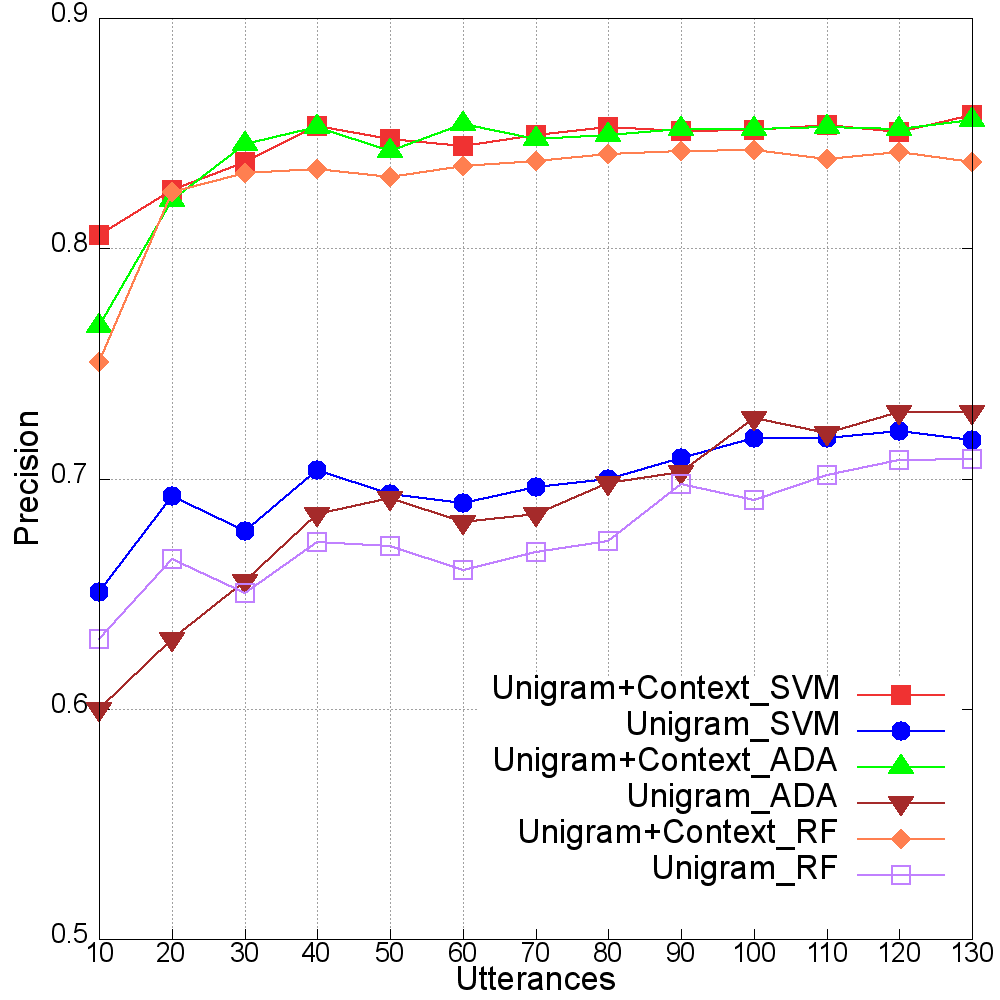 0.9
0.8
0.7
0.6
0.5
Precision
Unigram+Context_SVM
Unigram_SVM
Unigram+Context_ADA
Unigram_ADA
Unigram+Context_RF
Unigram_RF
10 20 30 40 50 60 70 80 90 100 110 120 130
Utterances